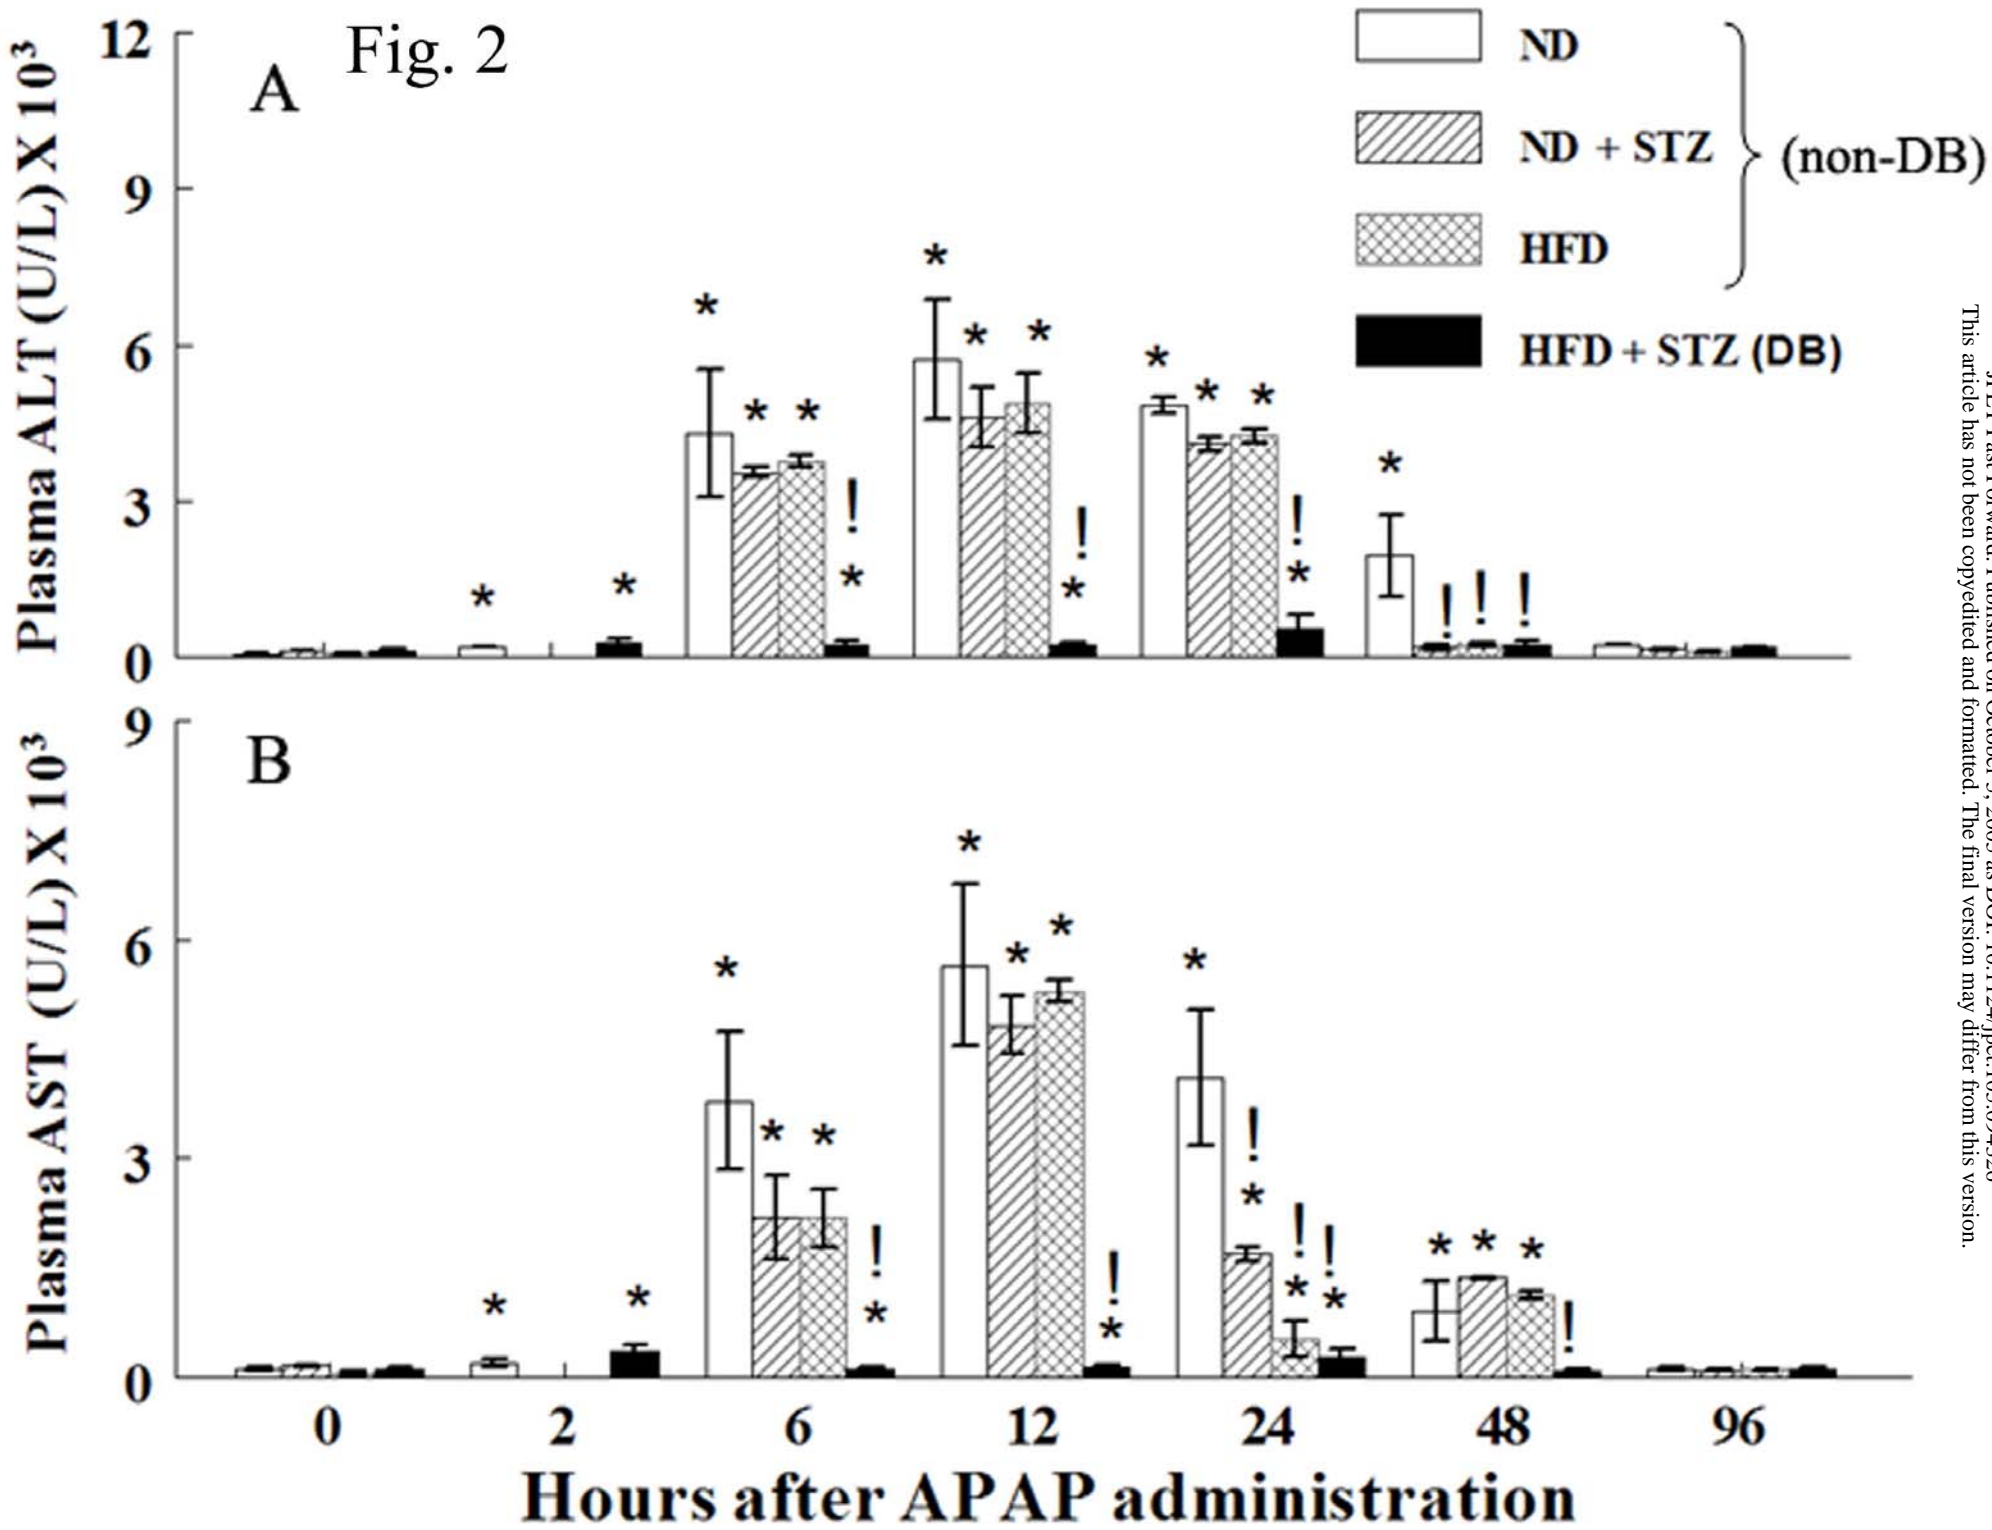 Fig. 2
A
Plasma ALT (U/L) X 10³
12
9
6
3
0
ND
ND + STZ
HFD
(non-DB)
HFD + STZ (DB)
* * * * * ! * * * * ! * * * * ! * * ! ! !
B
Plasma AST (U/L) X 10³
9
6
3
0
* * * * * ! * * * * ! * * ! * ! * ! * * * * !
0 2 6 12 24 48 96
Hours after APAP administration
This article has not been copyedited and formatted. The final version may differ from this version.